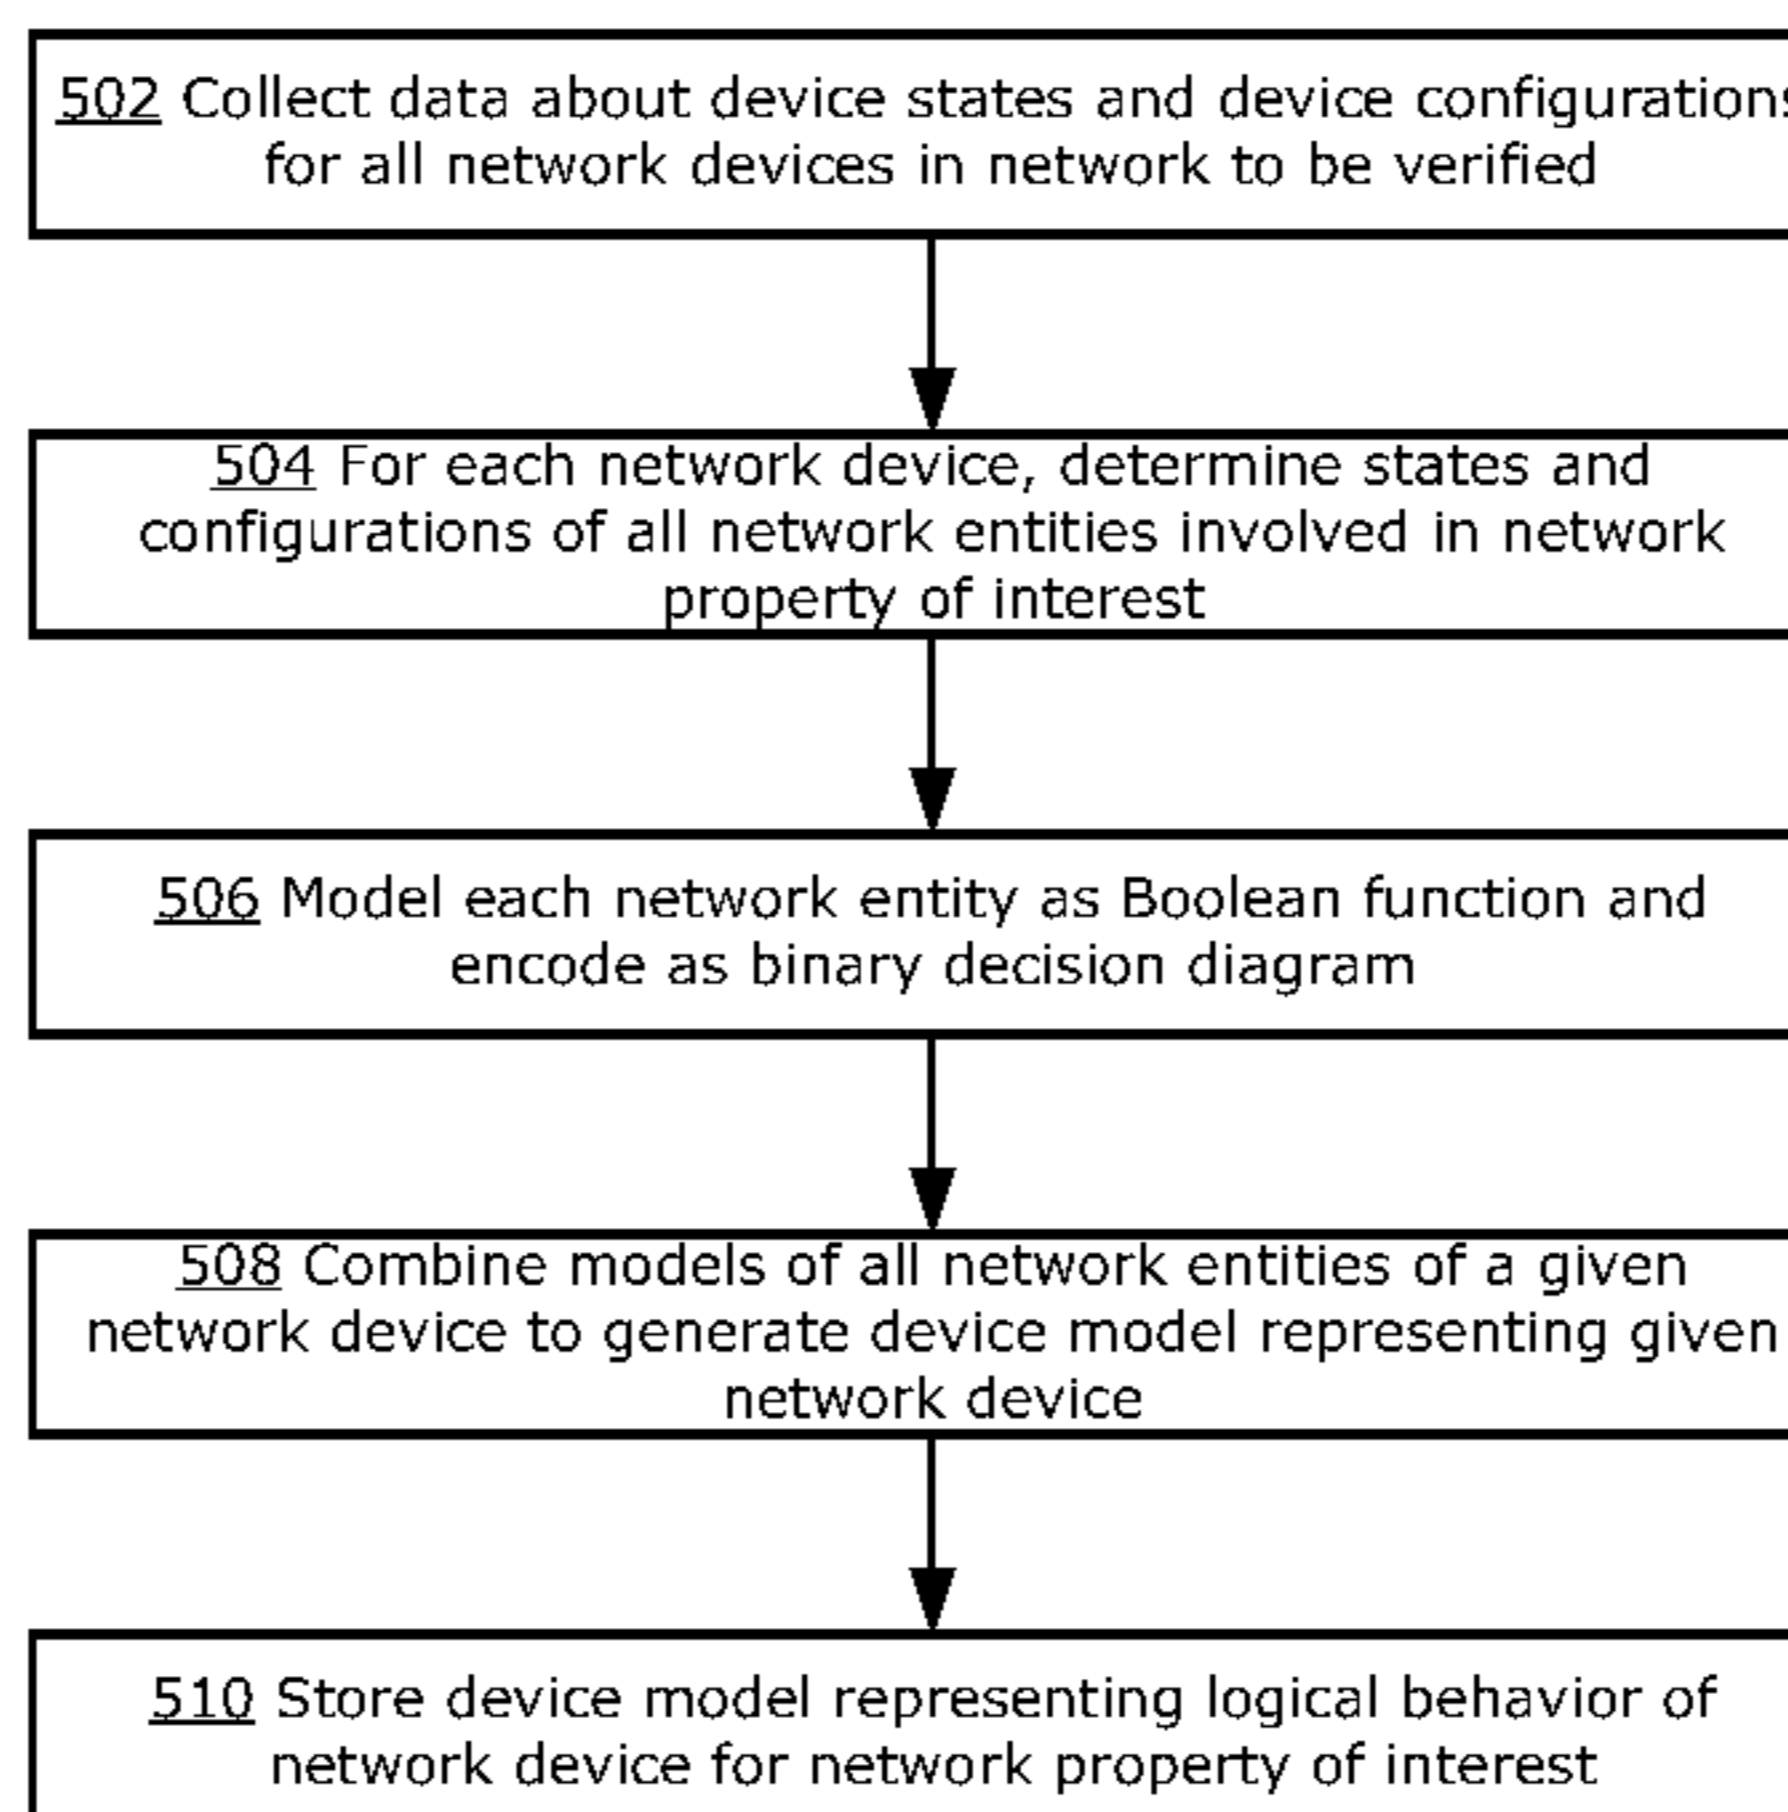 502 Collect data about device states and device configurations
for all network devices in network to be verified
504 For each network device, determine states and
configurations of all network entities involved in network
property of interest
506 Model each network entity as Boolean function and
encode as binary decision diagram
508 Combine models of all network entities of a given
network device to generate device model representing given
network device
510 Store device model representing logical behavior of
network device for network property of interest